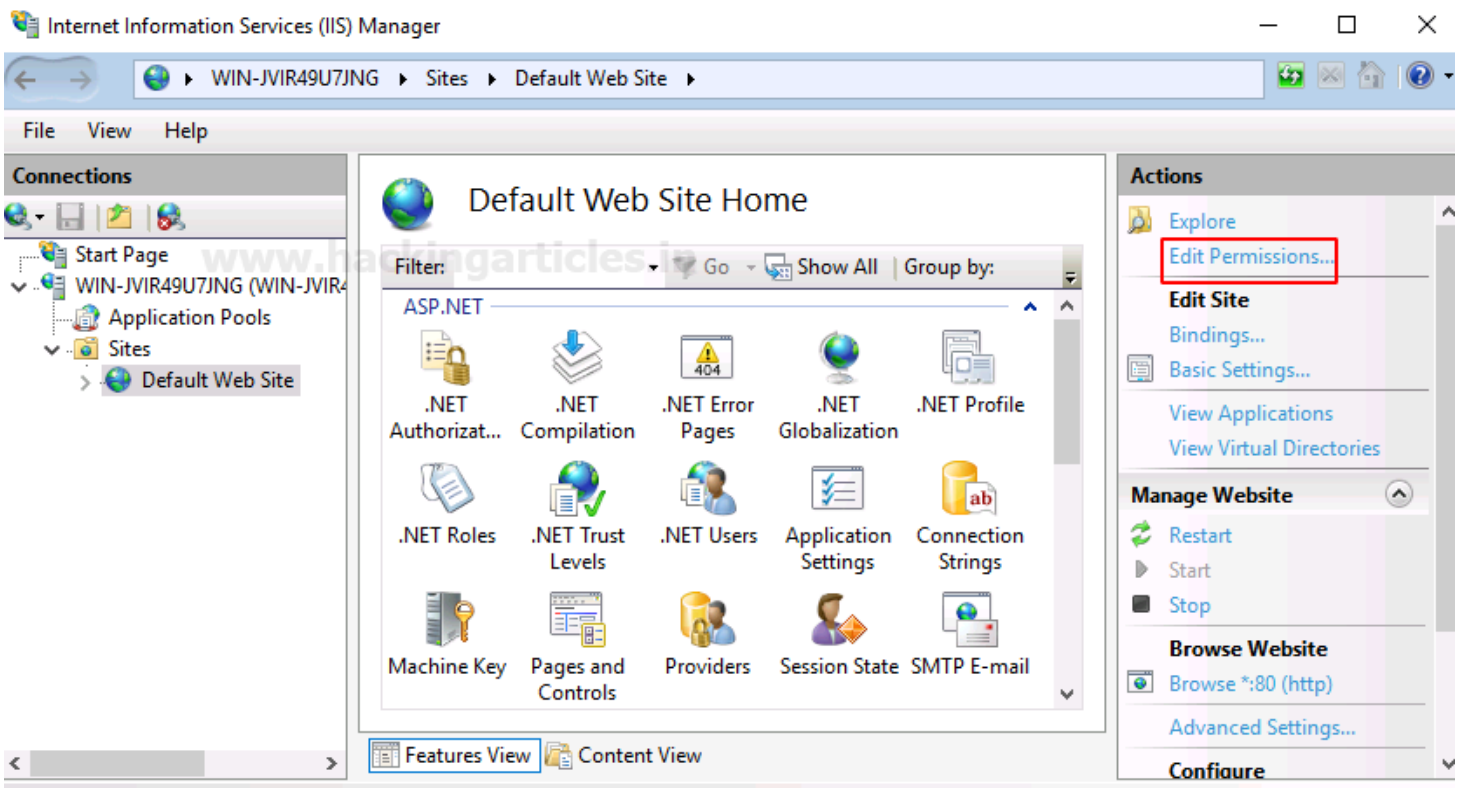 Internet Information Services (IIS) Manager
WIN-JVIR49U7JNG
Sites
Default Web Site
File View Help
Connections
Start Page
WIN-JVIR49U7JNG (WIN-JVIR4
Application Pools
Sites
Default Web Site
www.hackingarticles.in
Default Web Site Home
Filter: Go Show All Group by:
ASP.NET
.NET Authorizat...
.NET Compilation
.NET Error Pages
404
.NET Globalization
.NET Profile
.NET Roles
.NET Trust Levels
.NET Users
Application Settings
ab
Connection Strings
Machine Key
Pages and Controls
Providers
Session State
SMTP E-mail
Features View
Content View
Actions
Explore
Edit Permissions...
Edit Site
Bindings...
Basic Settings...
View Applications
View Virtual Directories
Manage Website
Restart
Start
Stop
Browse Website
Browse *:80 (http)
Advanced Settings...
Configure